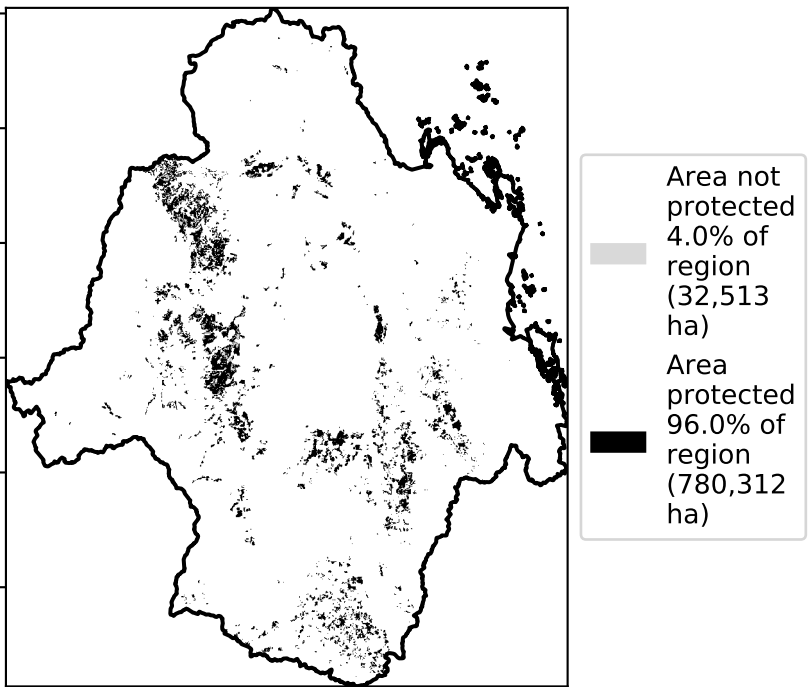 Area not
protected
4.0% of
region
(32,513
ha)
Area
protected
96.0% of
region
(780,312
ha)